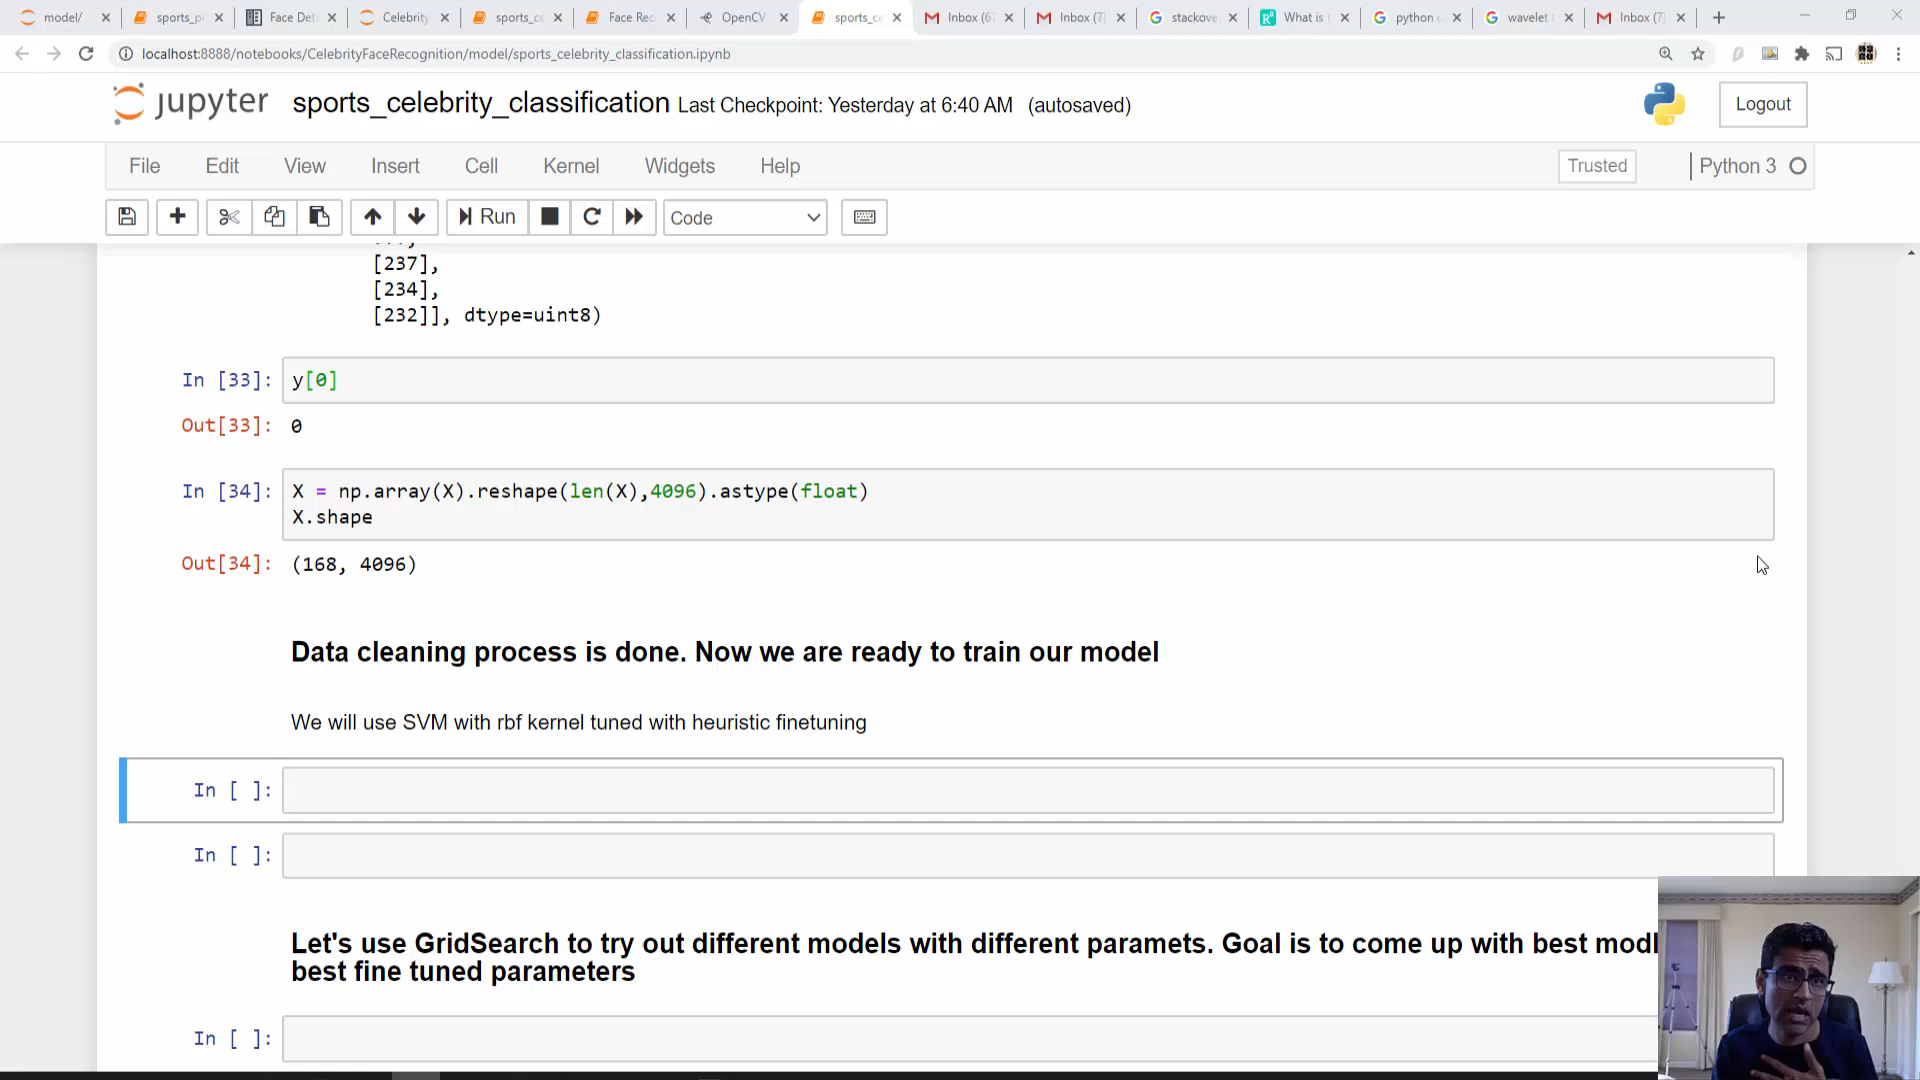 model/
sports_p
Face Det
Celebrity
sports_c
Face Rec
OpenCV
sports_ce
Inbox (6
Inbox (7)
stackove
What is
python
wavelet
Inbox (7)
localhost:8888/notebooks/CelebrityFaceRecognition/model/sports_celebrity_classification.ipynb
jupyter sports_celebrity_classification Last Checkpoint: Yesterday at 6:40 AM (autosaved)
Logout
File Edit View Insert Cell Kernel Widgets Help
Trusted
Python 3
Run
Code
[237],
[234],
[232]], dtype=uint8)
In [33]: y[0]
Out[33]: 0
In [34]: X = np.array(X).reshape(len(X),4096).astype(float)
X.shape
Out[34]: (168, 4096)
Data cleaning process is done. Now we are ready to train our model
We will use SVM with rbf kernel tuned with heuristic finetuning
In [ ]:
In [ ]:
Let's use GridSearch to try out different models with different paramets. Goal is to come up with best modl
best fine tuned parameters
In [ ]: